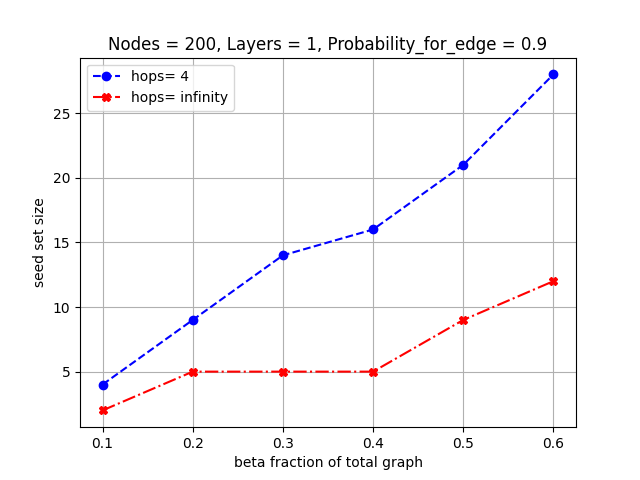 Nodes = 200, Layers = 1, Probability_for_edge = 0.9
hops= 4
hops= infinity
seed set size
25
20
15
10
5
0.1 0.2 0.3 0.4 0.5 0.6
beta fraction of total graph